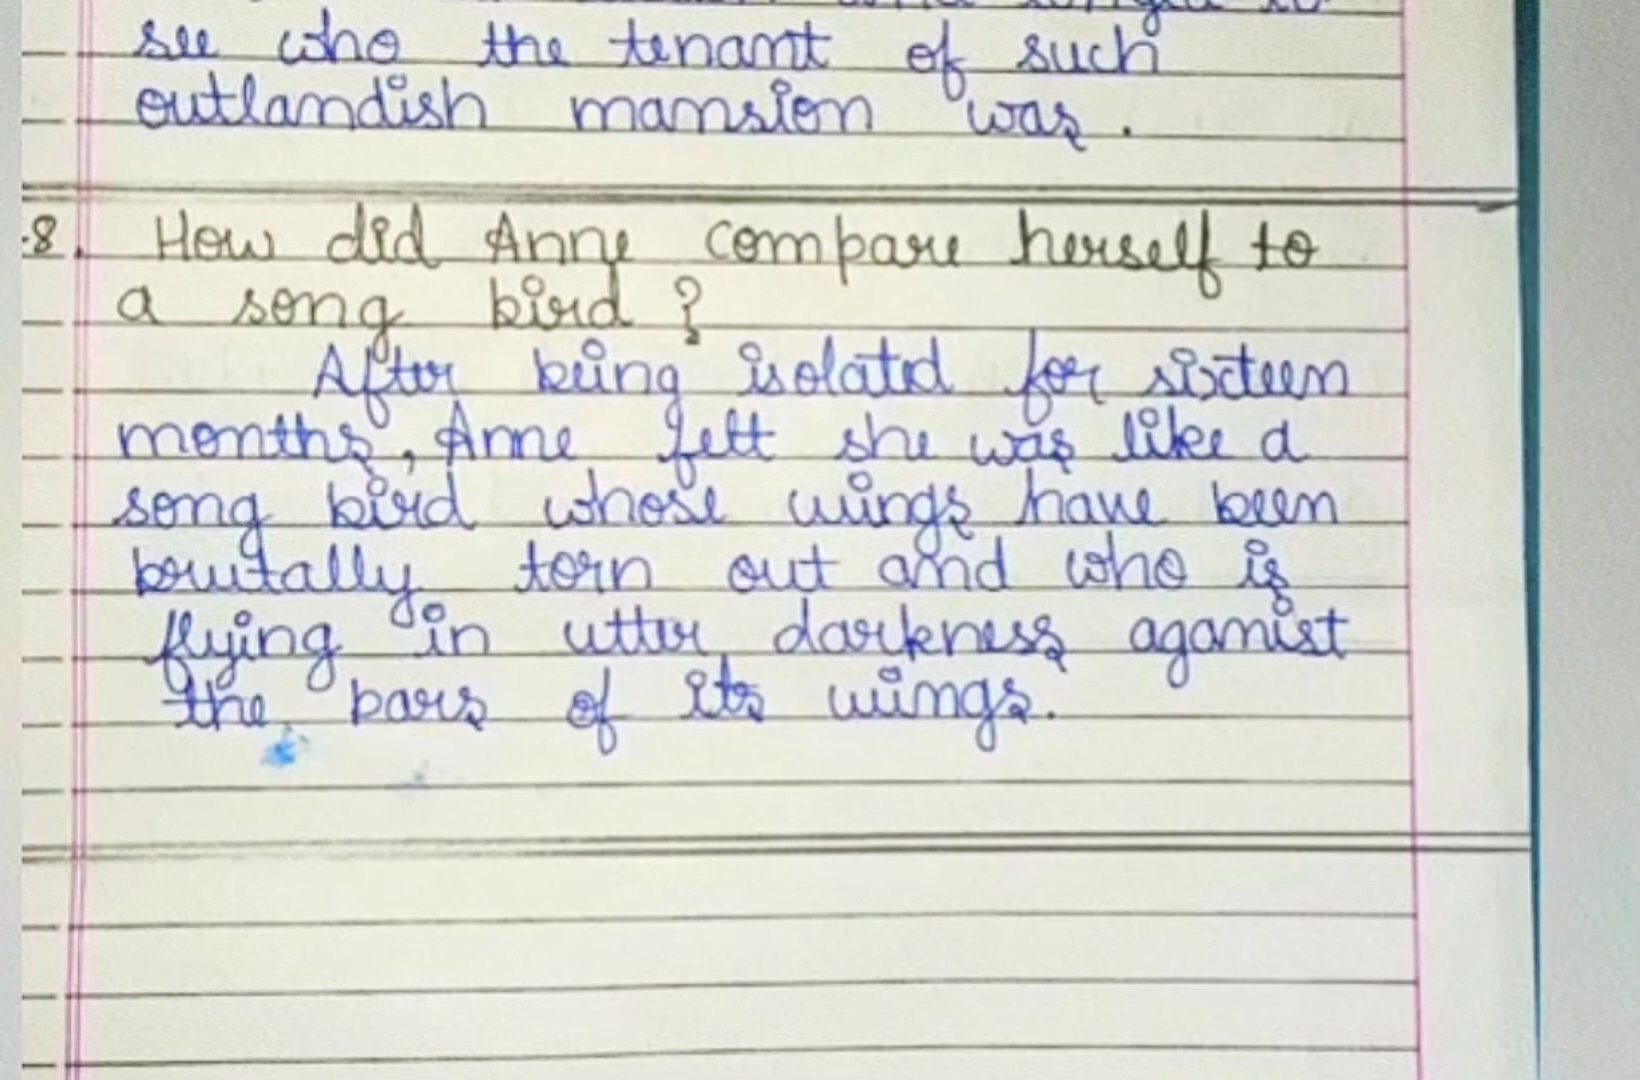 see who the tenant of such
outlandish mansion was.
8. How did Anne compare herself to
a song bird?
After being isolated for sixteen
months, Anne felt she was like a
song bird whose wings have been
brutally torn out and who is
flying in utter darkness agamist
the bars of its wings.